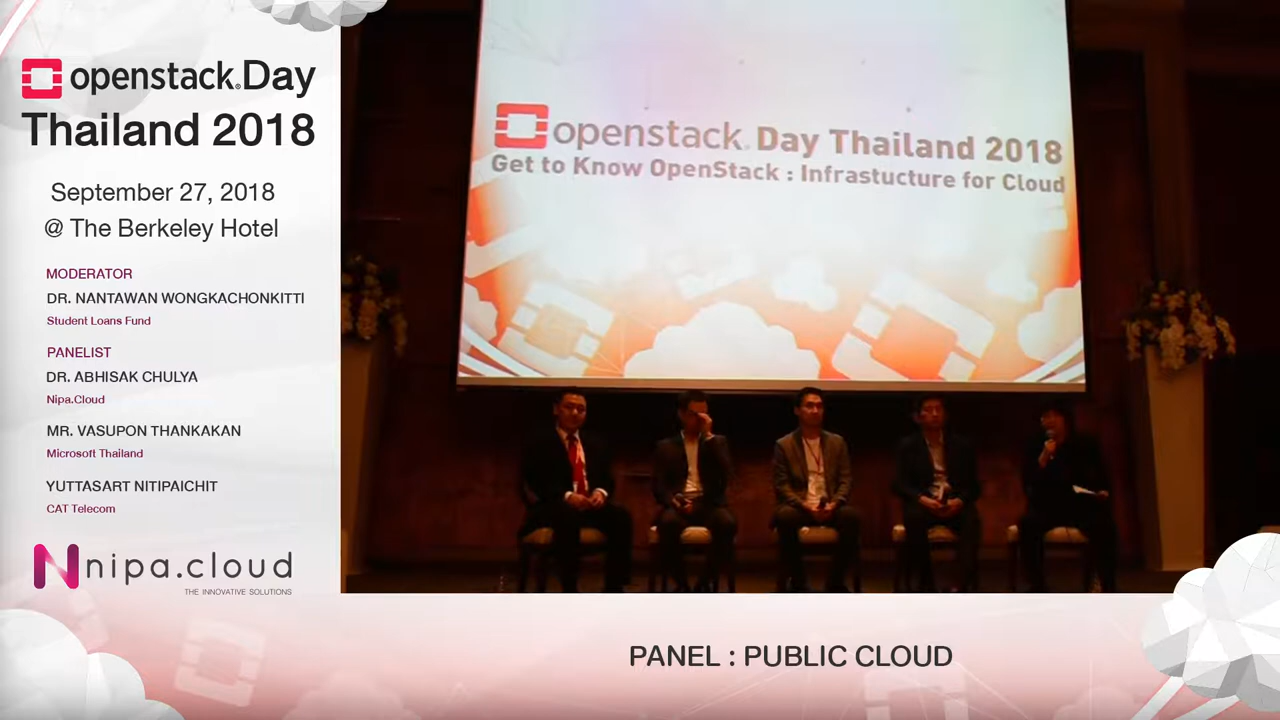 openstack.Day
Thailand 2018
September 27, 2018
@ The Berkeley Hotel
MODERATOR
DR. NANTAWAN WONGKACHONKITTI
Student Loans Fund
PANELIST
DR. ABHISAK CHULYA
Nipa.Cloud
MR. VASUPON THANKAKAN
Microsoft Thailand
YUTTASART NITIPAICHIT
CAT Telecom
nipa.cloud
THE INNOVATIVE SOLUTIONS
openstack. Day Thailand 2018
Get to Know OpenStack : Infrastucture for Cloud
PANEL : PUBLIC CLOUD